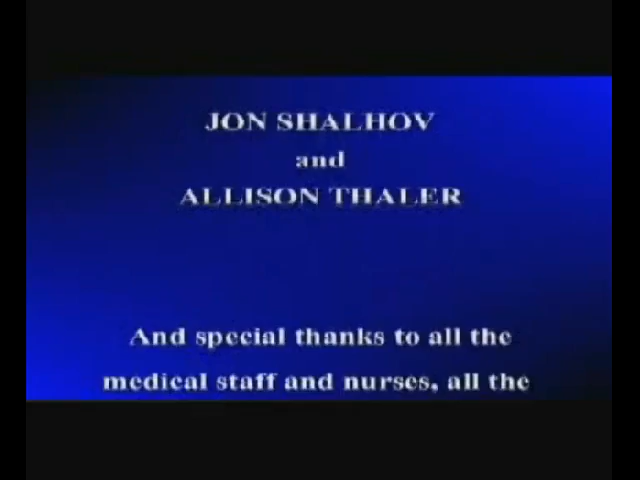 JON SHALHOV
and
ALLISON THALER
And special thanks to all the
medical staff and nurses, all the